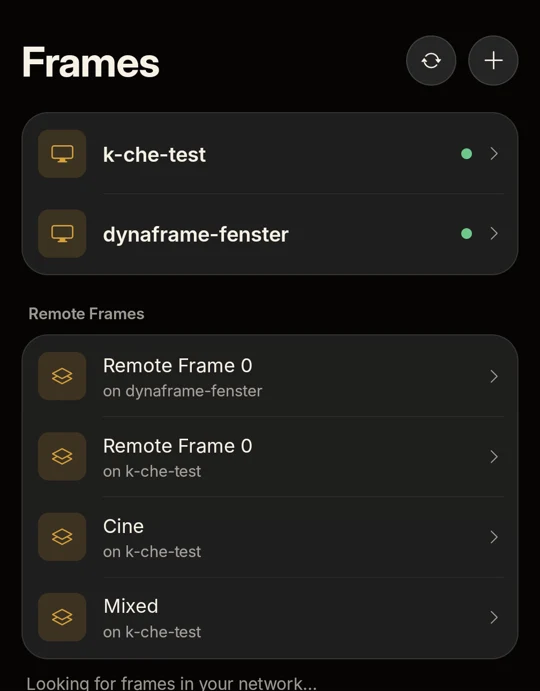 Frames
k-che-test
dynaframe-fenster
Remote Frames
Remote Frame 0
on dynaframe-fenster
Remote Frame 0
on k-che-test
Cine
on k-che-test
Mixed
on k-che-test
Looking for frames in your network...